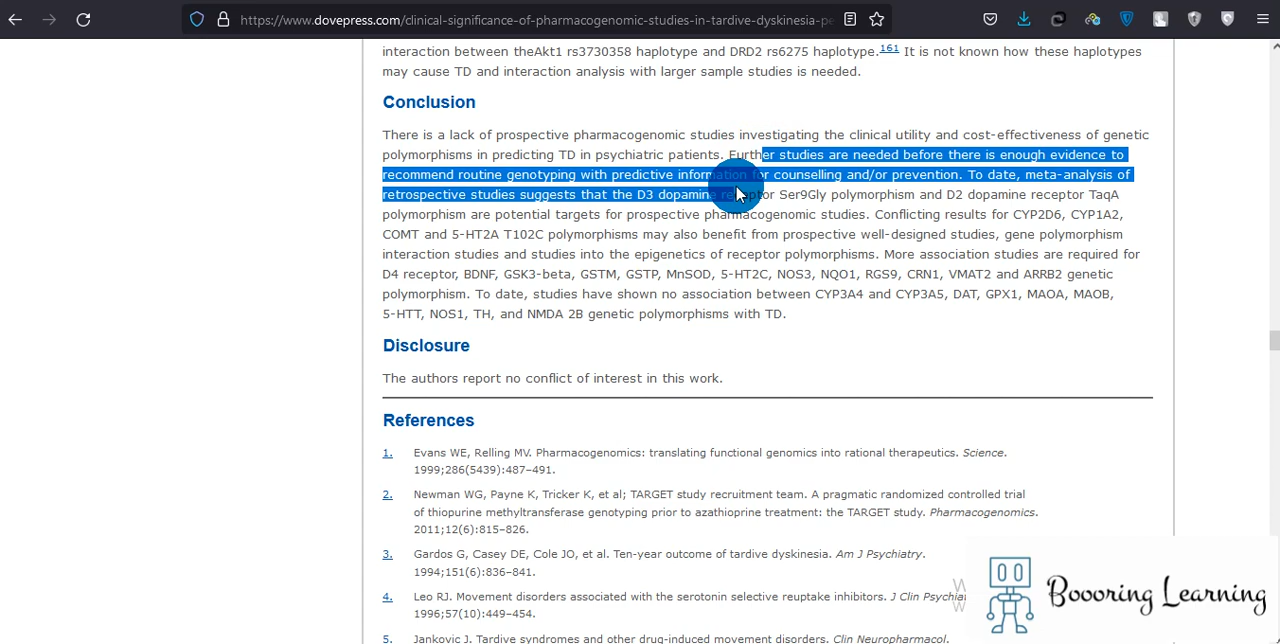 https://www.dovepress.com/clinical-significance-of-pharmacogenomic-studies-in-tardive-dyskinesia-pe
interaction between theAkt1 rs3730358 haplotype and DRD2 rs6275 haplotype.161 It is not known how these haplotypes
may cause TD and interaction analysis with larger sample studies is needed.
Conclusion
There is a lack of prospective pharmacogenomic studies investigating the clinical utility and cost-effectiveness of genetic
polymorphisms in predicting TD in psychiatric patients. Further studies are needed before there is enough evidence to
recommend routine genotyping with predictive information for counselling and/or prevention. To date, meta-analysis of
retrospective studies suggests that the D3 dopamine receptor Ser9Gly polymorphism and D2 dopamine receptor TaqA
polymorphism are potential targets for prospective pharmacogenomic studies. Conflicting results for CYP2D6, CYP1A2,
COMT and 5-HT2A T102C polymorphisms may also benefit from prospective well-designed studies, gene polymorphism
interaction studies and studies into the epigenetics of receptor polymorphisms. More association studies are required for
D4 receptor, BDNF, GSK3-beta, GSTM, GSTP, MnSOD, 5-HT2C, NOS3, NQO1, RGS9, CRN1, VMAT2 and ARRB2 genetic
polymorphism. To date, studies have shown no association between CYP3A4 and CYP3A5, DAT, GPX1, MAOA, MAOB,
5-HTT, NOS1, TH, and NMDA 2B genetic polymorphisms with TD.
Disclosure
The authors report no conflict of interest in this work.
References
1. Evans WE, Relling MV. Pharmacogenomics: translating functional genomics into rational therapeutics. Science.
1999;286(5439):487–491.
2. Newman WG, Payne K, Tricker K, et al; TARGET study recruitment team. A pragmatic randomized controlled trial
of thiopurine methyltransferase genotyping prior to azathioprine treatment: the TARGET study. Pharmacogenomics.
2011;12(6):815–826.
3. Gardos G, Casey DE, Cole JO, et al. Ten-year outcome of tardive dyskinesia. Am J Psychiatry.
1994;151(6):836–841.
4. Leo RJ. Movement disorders associated with the serotonin selective reuptake inhibitors. J Clin Psychia
1996;57(10):449–454.
5. Jankovic J. Tardive syndromes and other drug-induced movement disorders. Clin Neuropharmacol.
Boooring Learning